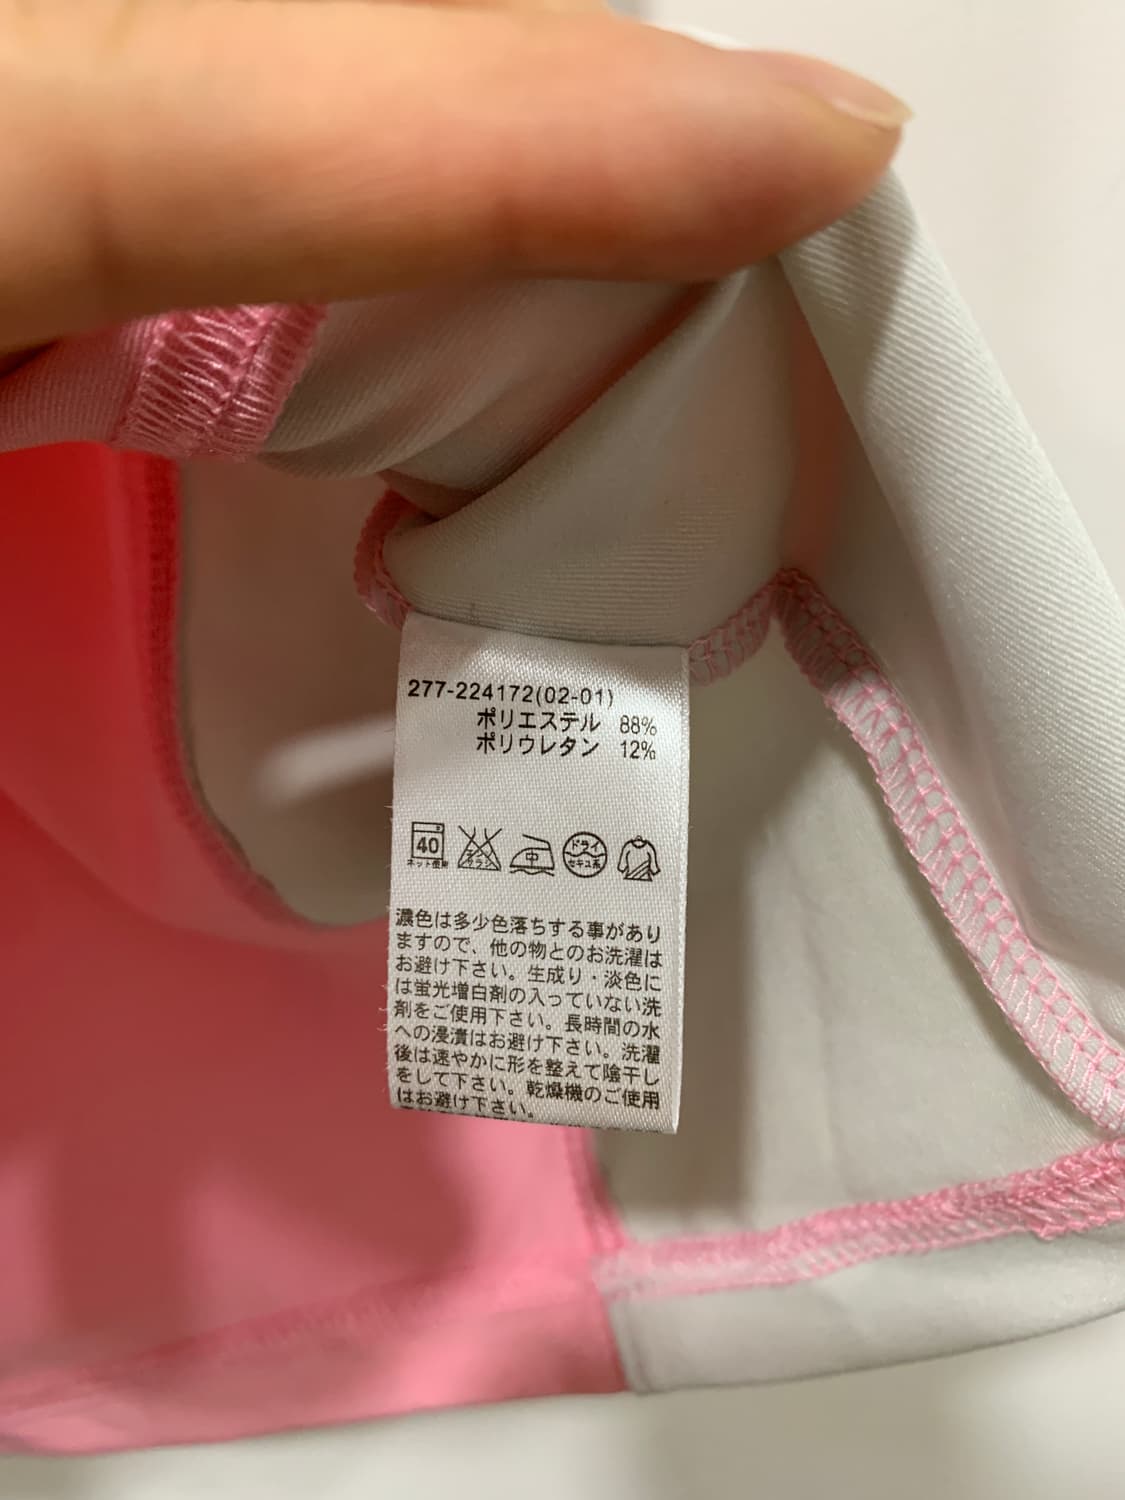 277-224172(02-01)
ポリエステル 88%
ポリウレタン 12%
40
ネット使用
エンソ
サラシ
中
ドライ
セキユ系
濃色は多少色落ちする事があり
ますので、他の物とのお洗濯は
お避け下さい。生成り・淡色に
は蛍光増白剤の入っていない洗
剤をご使用下さい。長時間の水
への浸漬はお避け下さい。洗濯
後は速やかに形を整えて陰干し
をして下さい。乾燥機のご使用
はお避け下さい。